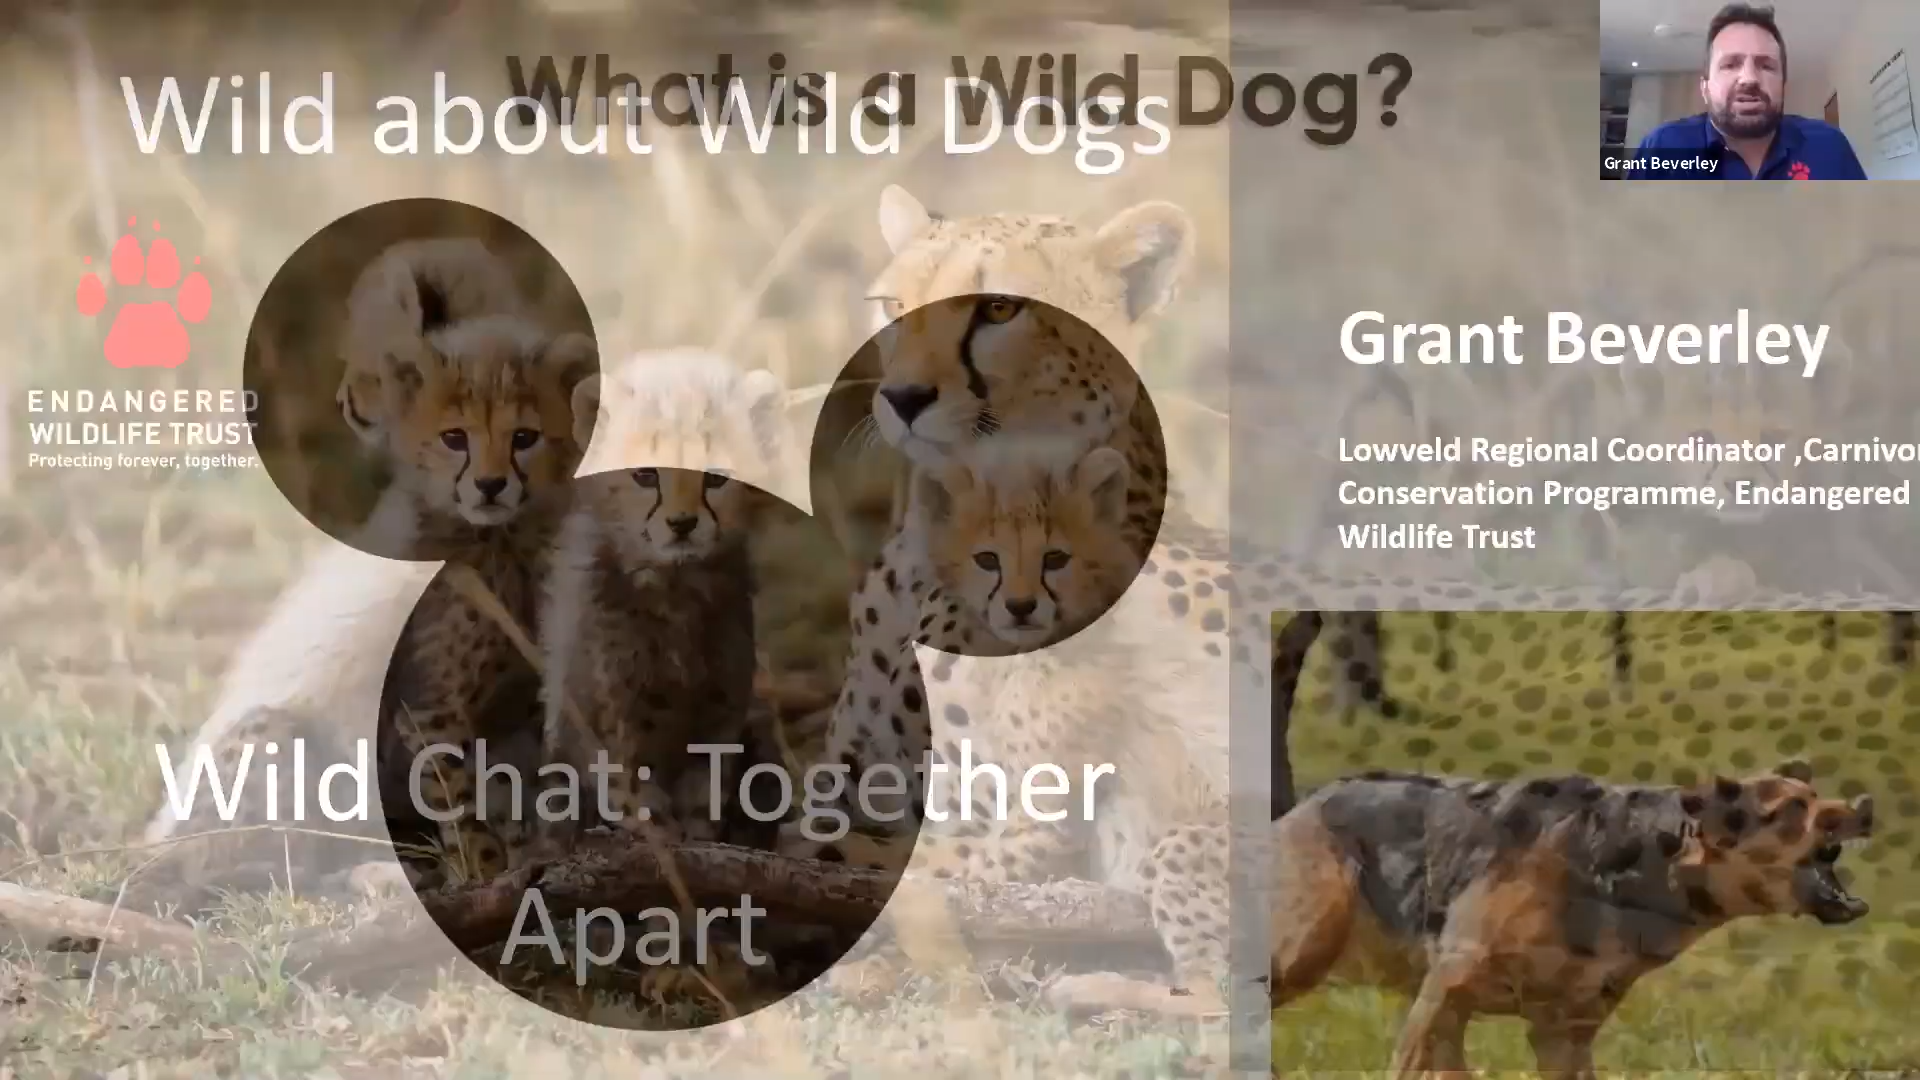 What is a Wild Dog?
Wild about Wild Dogs
Grant Beverley
ENDANGERED
WILDLIFE TRUST
Protecting forever, together.
Grant Beverley
Lowveld Regional Coordinator ,Carnivor
Conservation Programme, Endangered
Wildlife Trust
Wild Chat: Together
Apart